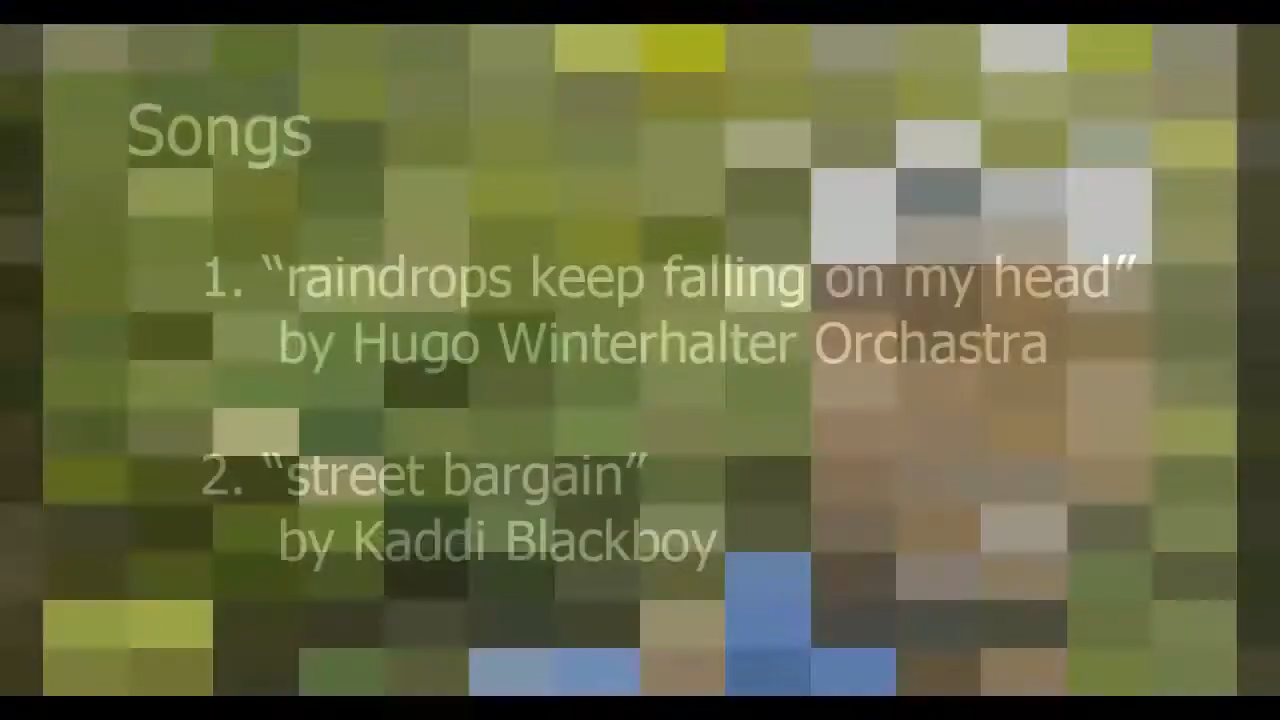 Songs
1. “raindrops keep falling on my head”
by Hugo Winterhalter Orchastra
2. “street bargain”
by Kaddi Blackboy